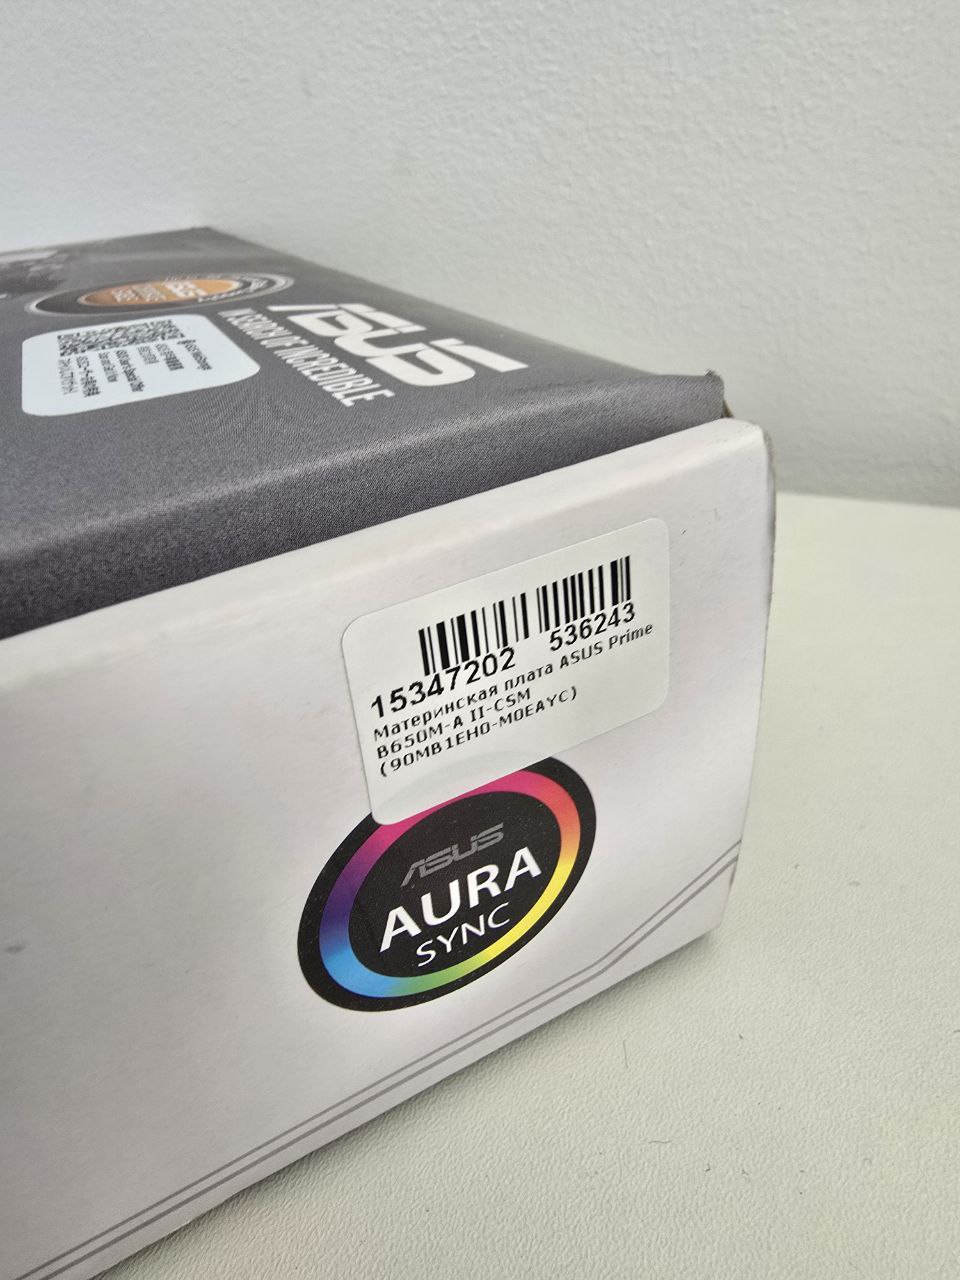 ASUS
IN SEARCH OF INCREDIBLE
15347202 536243
Материнская плата ASUS Prime
B650M-A II-CSM
(90MB1EH0-M0EAYC)
ASUS
AURA
SYNC